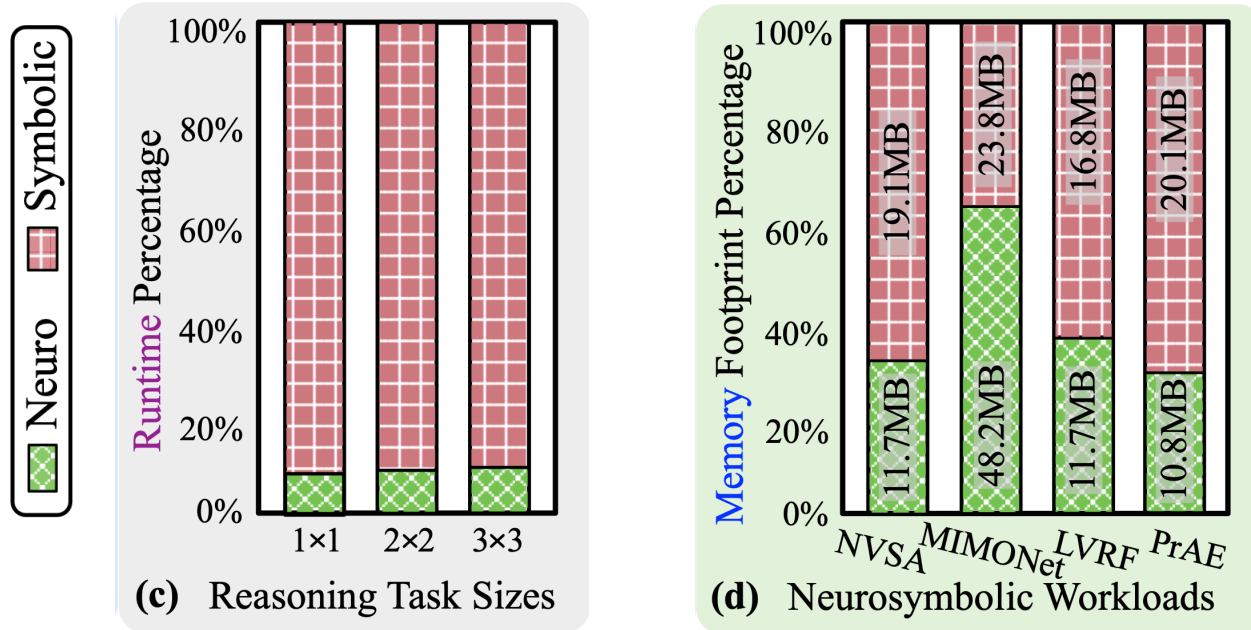 Neuro Symbolic
Runtime Percentage
100%
80%
60%
40%
20%
0%
1×1 2×2 3×3
(c) Reasoning Task Sizes
Memory Footprint Percentage
100%
80%
60%
40%
20%
0%
19.1MB
11.7MB
23.8MB
48.2MB
16.8MB
11.7MB
20.1MB
10.8MB
NVSA MIMONet LVRF PrAE
(d) Neurosymbolic Workloads